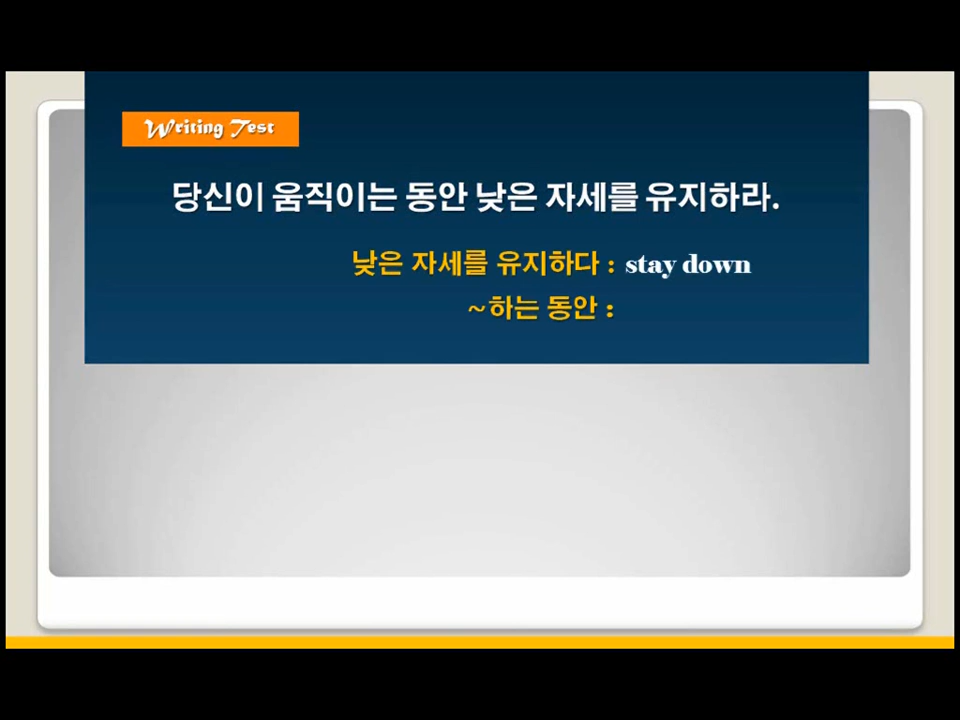 Writing Test
당신이 움직이는 동안 낮은 자세를 유지하라.
낮은 자세를 유지하다 : stay down
~하는 동안 :